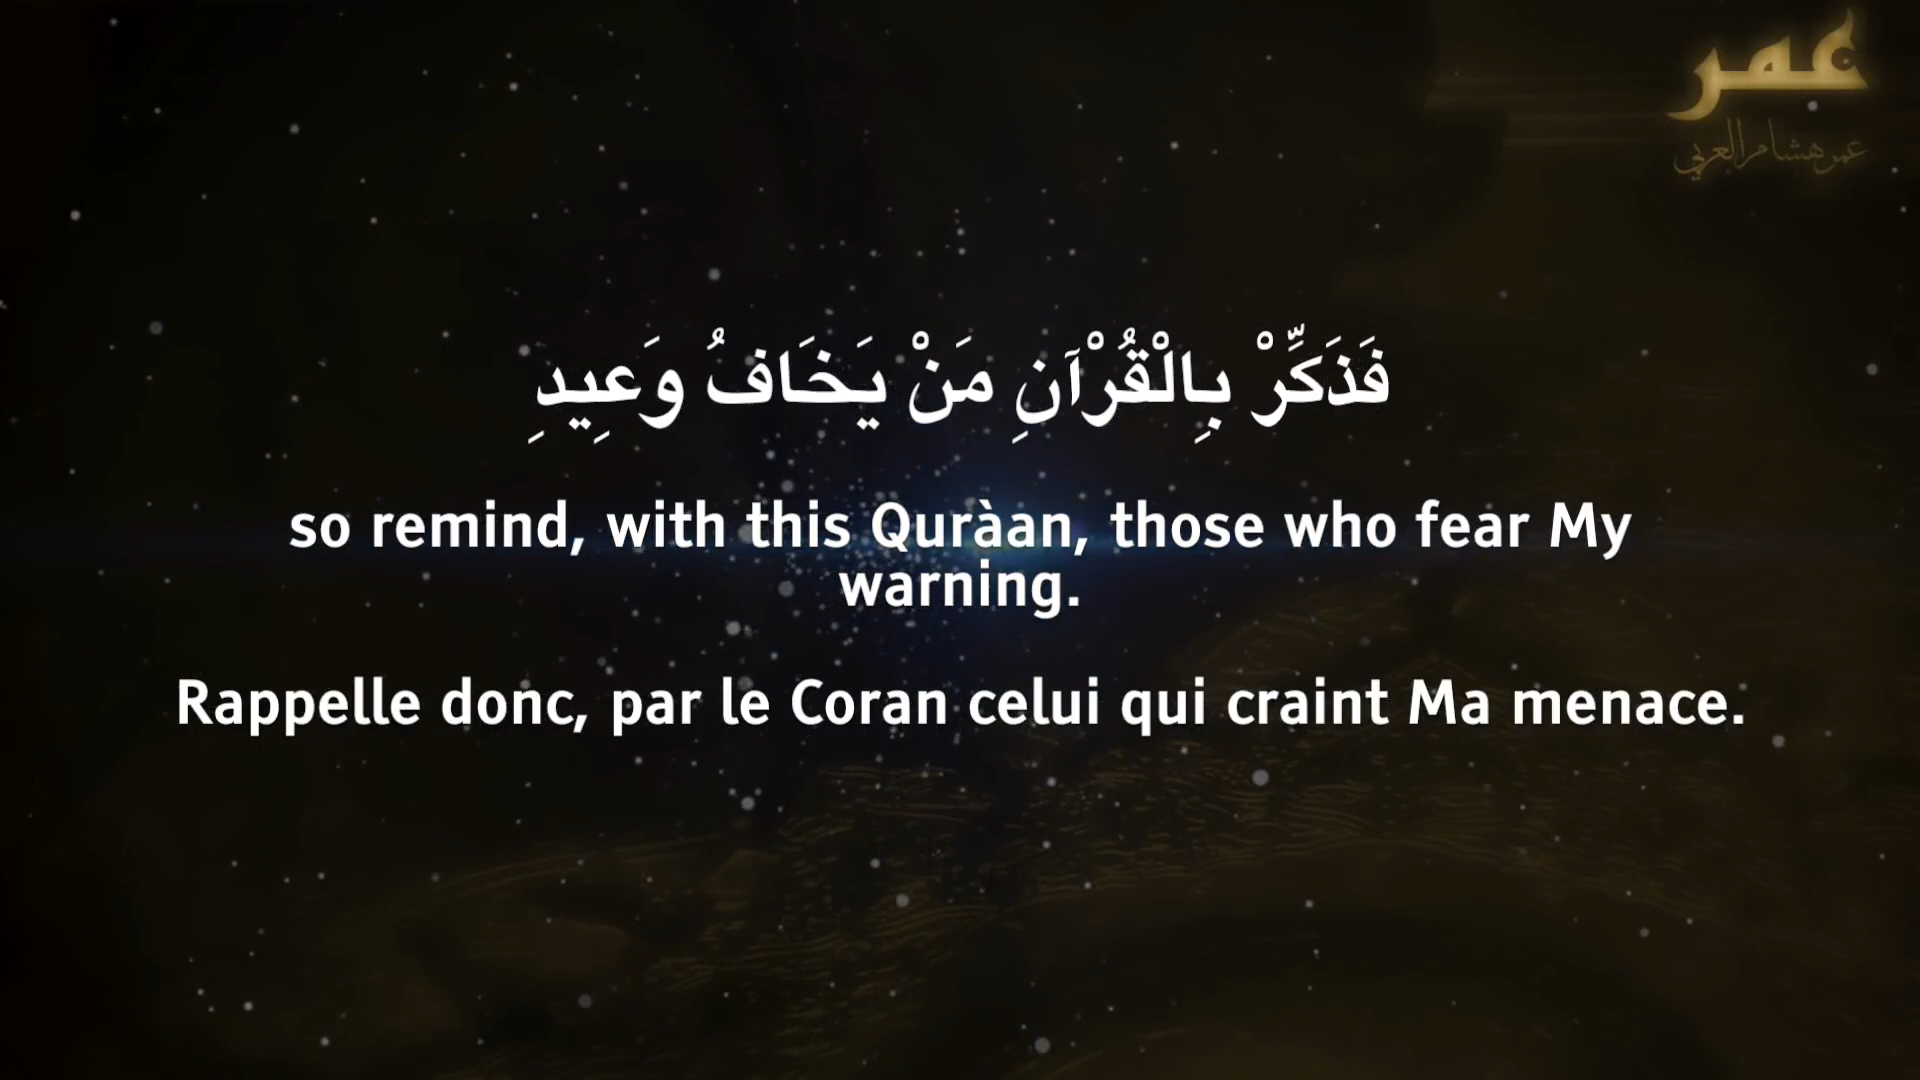 عمر
عمر هشام العربي
فَذَكِّرْ بِالْقُرْآنِ مَنْ يَخَافُ وَعِيدِ
so remind, with this Quràan, those who fear My
warning.
Rappelle donc, par le Coran celui qui craint Ma menace.